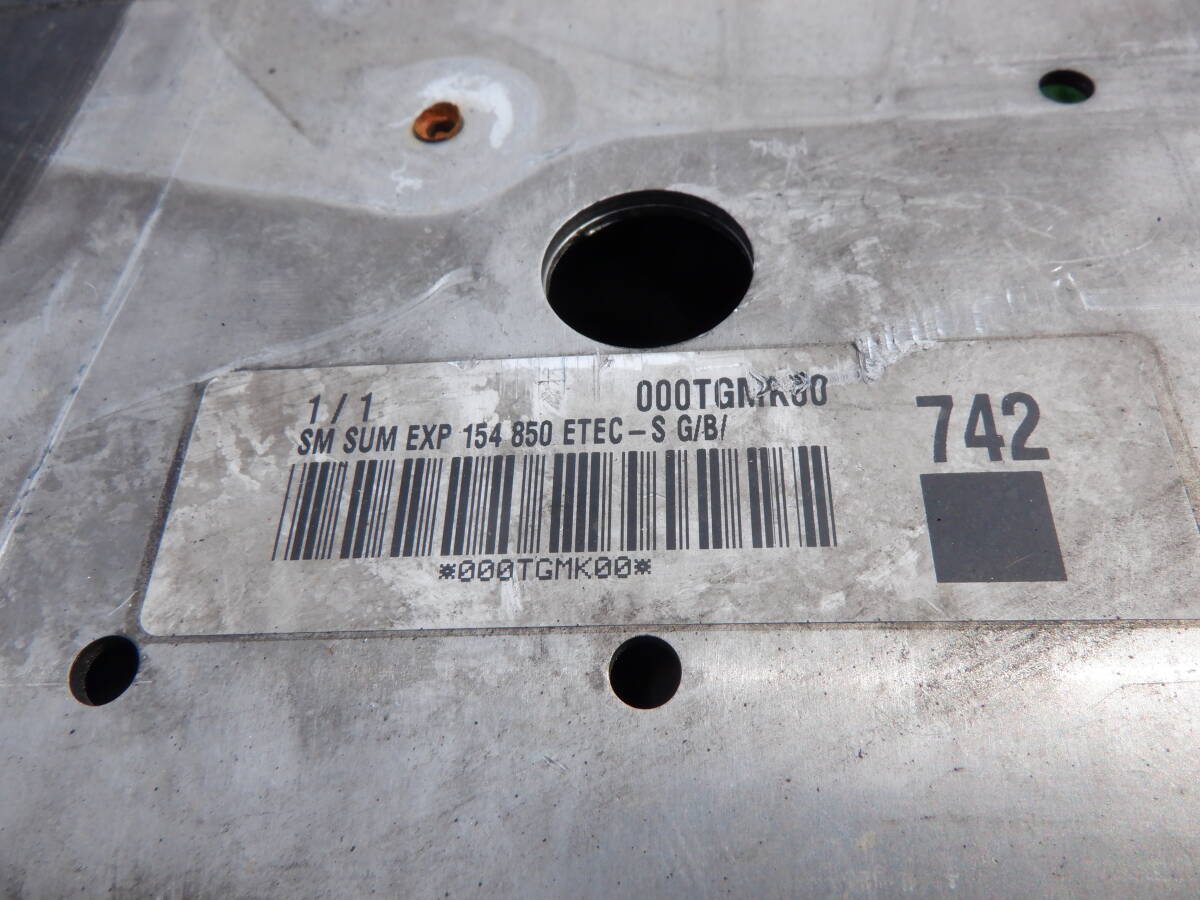 1 / 1
000TGMK00
SM SUM EXP 154 850 ETEC-S G/B/
742
*000TGMK00*